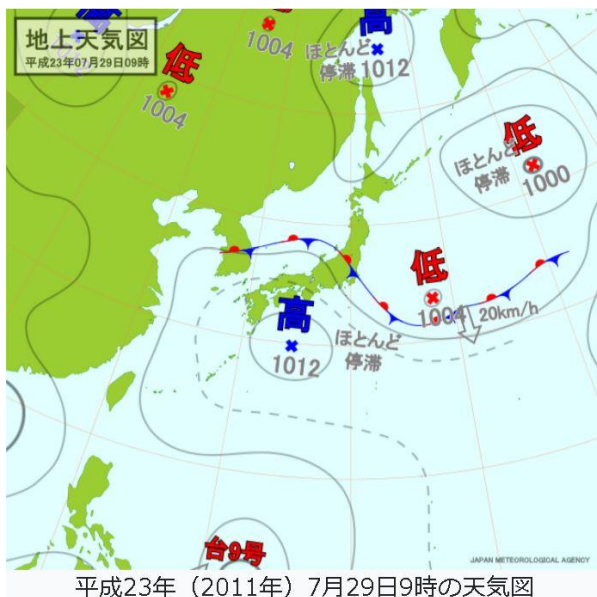 地上天気図
平成23年07月29日09時
高
低
1004
低
1004
ほとんど
停滞
高
1012
低
ほとんど
停滞
1000
低
1004
20km/h
高
1012
ほとんど
停滞
台9号
JAPAN METEOROLOGICAL AGENCY
平成23年（2011年）7月29日9時の天気図